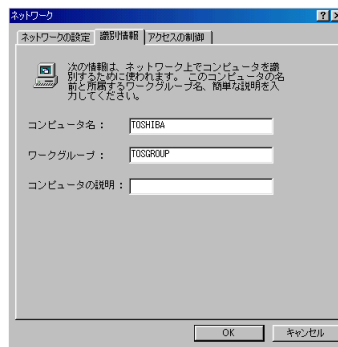 ネットワーク
ネットワークの設定 識別情報 アクセスの制御
次の情報は、ネットワーク上でコンピュータを識
別するために使われます。 このコンピュータの名
前と所属するワークグループ名、簡単な説明を入
力してください。
コンピュータ名： TOSHIBA
ワークグループ： TOSGROUP
コンピュータの説明：
OK キャンセル